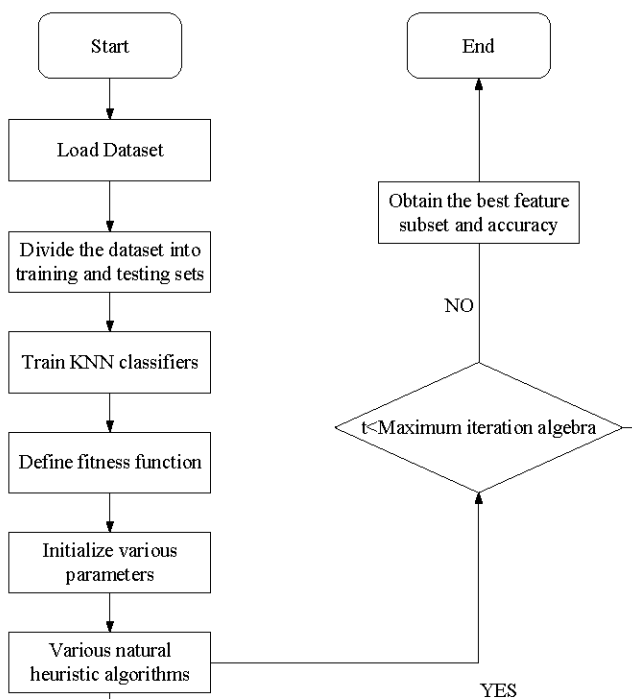 Start
Load Dataset
Divide the dataset into
training and testing sets
Train KNN classifiers
Define fitness function
Initialize various
parameters
Various natural
heuristic algorithms
End
Obtain the best feature
subset and accuracy
NO
t<Maximum iteration algebra
YES